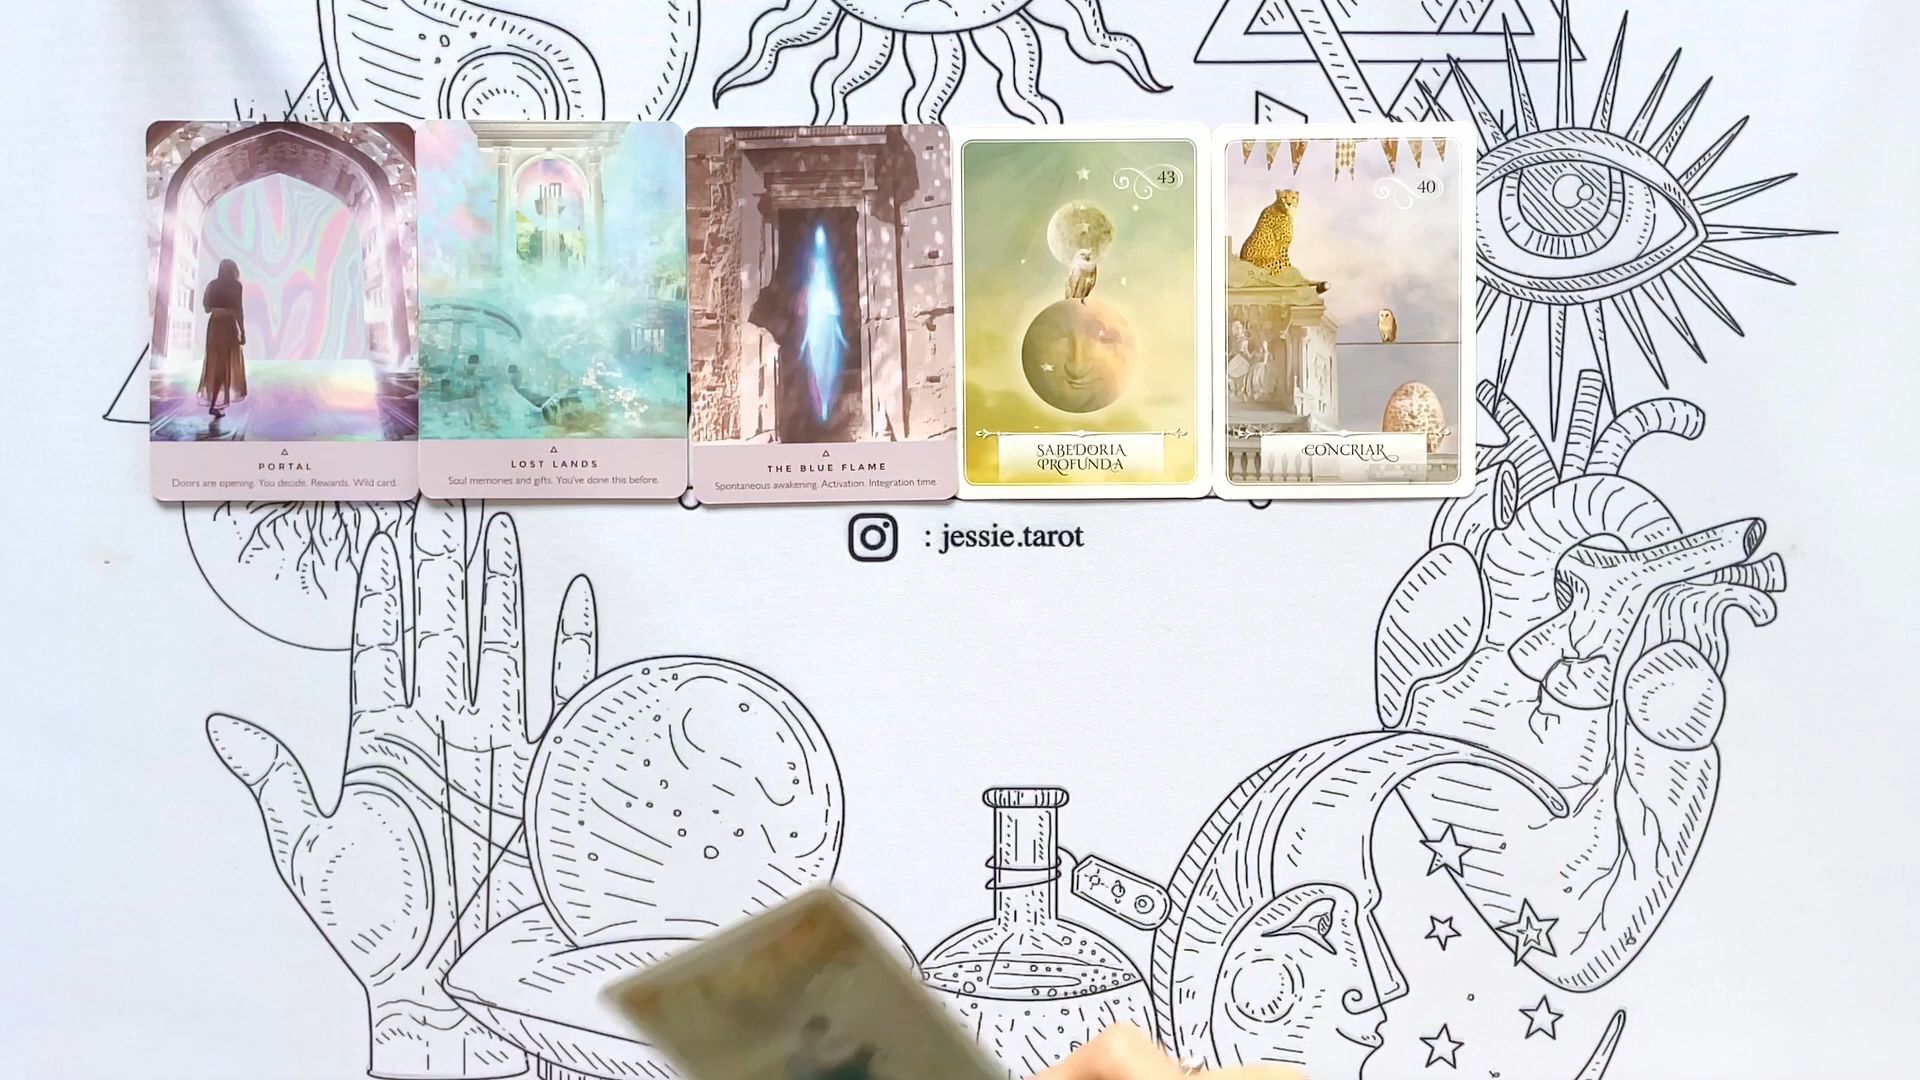 PORTAL
Doors are opening. You decide. Rewards. Wild card.
LOST LANDS
Soul memories and gifts. You've done this before.
THE BLUE FLAME
Spontaneous awakening. Activation. Integration time.
43
SABEDORIA
PROFUNDA
40
CONCRIAR
: jessie.tarot